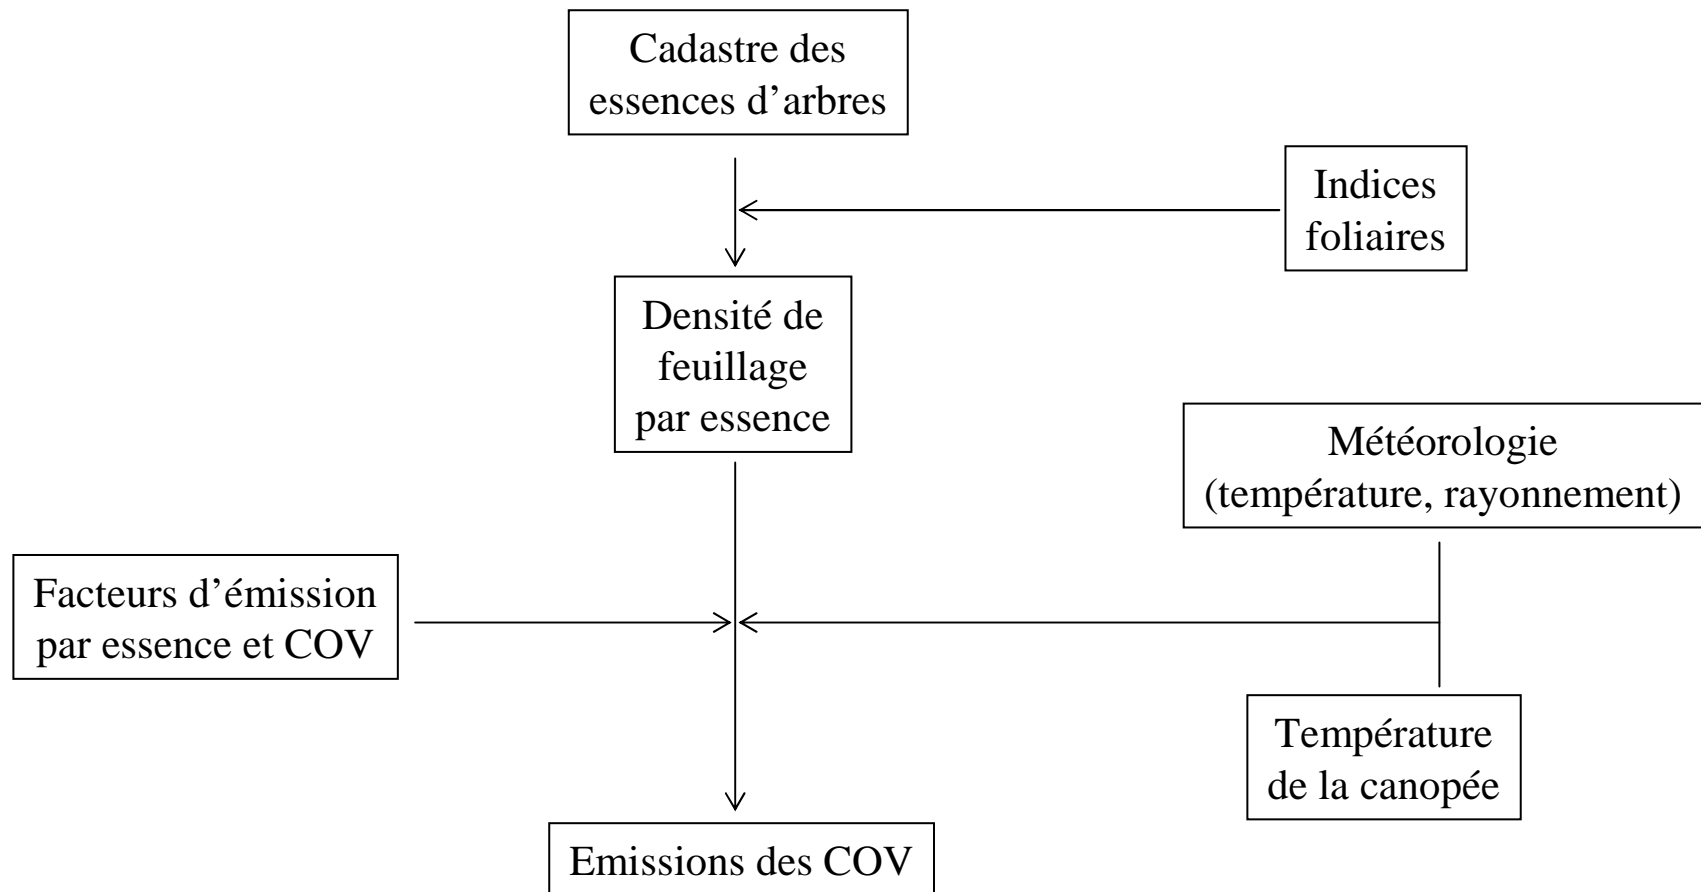 Cadastre des
essences d’arbres
Indices
foliaires
Densité de
feuillage
par essence
Météorologie
(température, rayonnement)
Facteurs d’émission
par essence et COV
Température
de la canopée
Emissions des COV